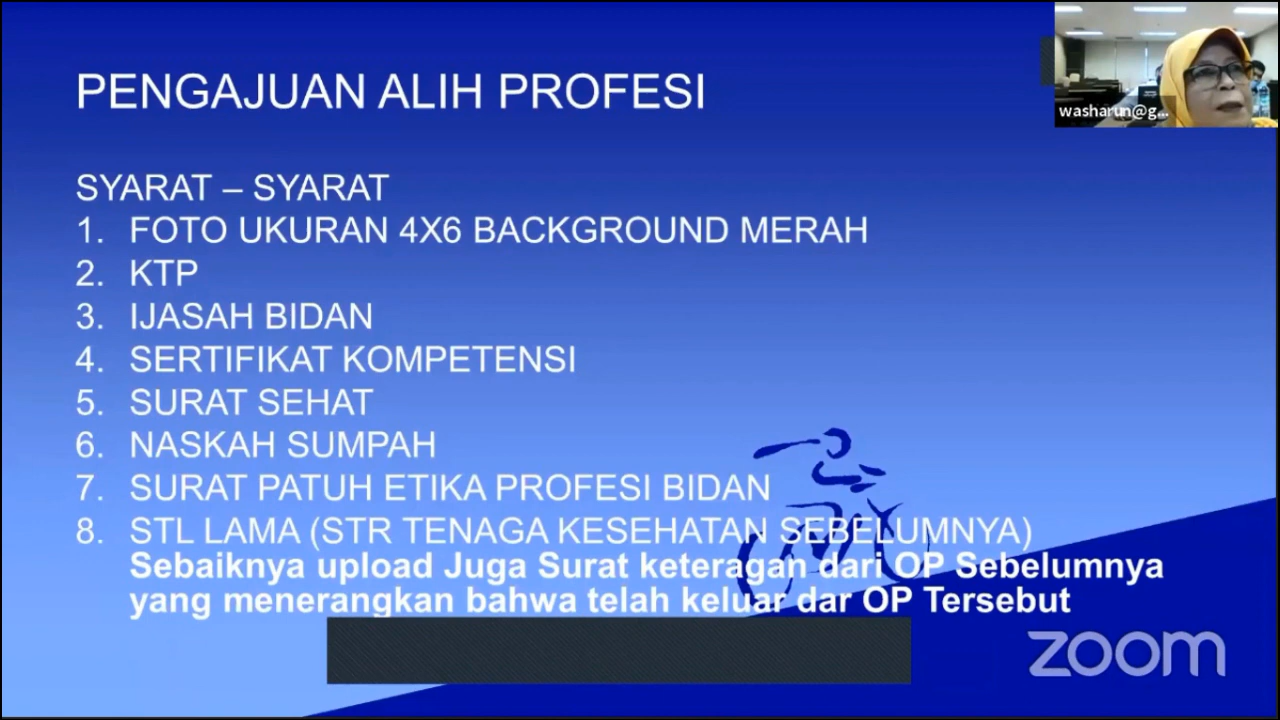 PENGAJUAN ALIH PROFESI
washarun@g...
SYARAT – SYARAT
1. FOTO UKURAN 4X6 BACKGROUND MERAH
2. KTP
3. IJASAH BIDAN
4. SERTIFIKAT KOMPETENSI
5. SURAT SEHAT
6. NASKAH SUMPAH
7. SURAT PATUH ETIKA PROFESI BIDAN
8. STL LAMA (STR TENAGA KESEHATAN SEBELUMNYA)
Sebaiknya upload Juga Surat keteragan dari OP Sebelumnya
yang menerangkan bahwa telah keluar dar OP Tersebut
zoom